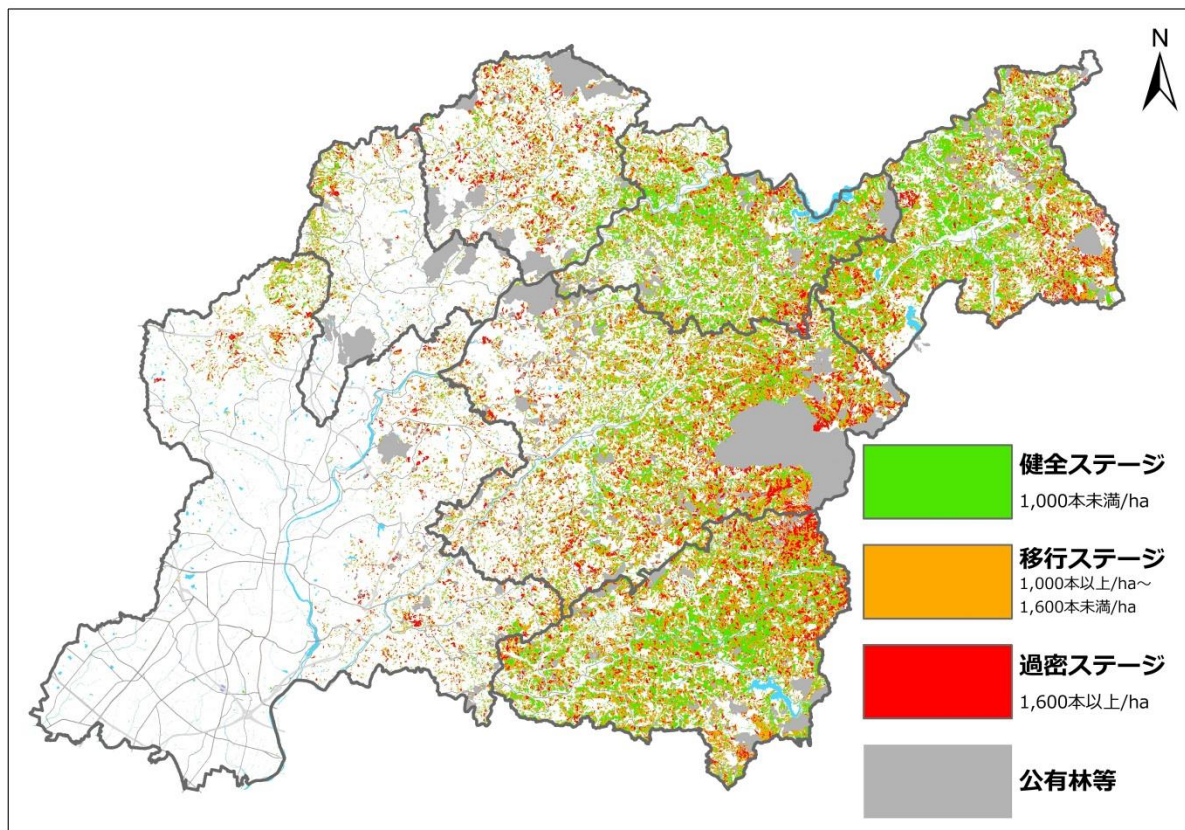 N
健全ステージ
1,000本未満/ha
移行ステージ
1,000本以上/ha～
1,600本未満/ha
過密ステージ
1,600本以上/ha
公有林等